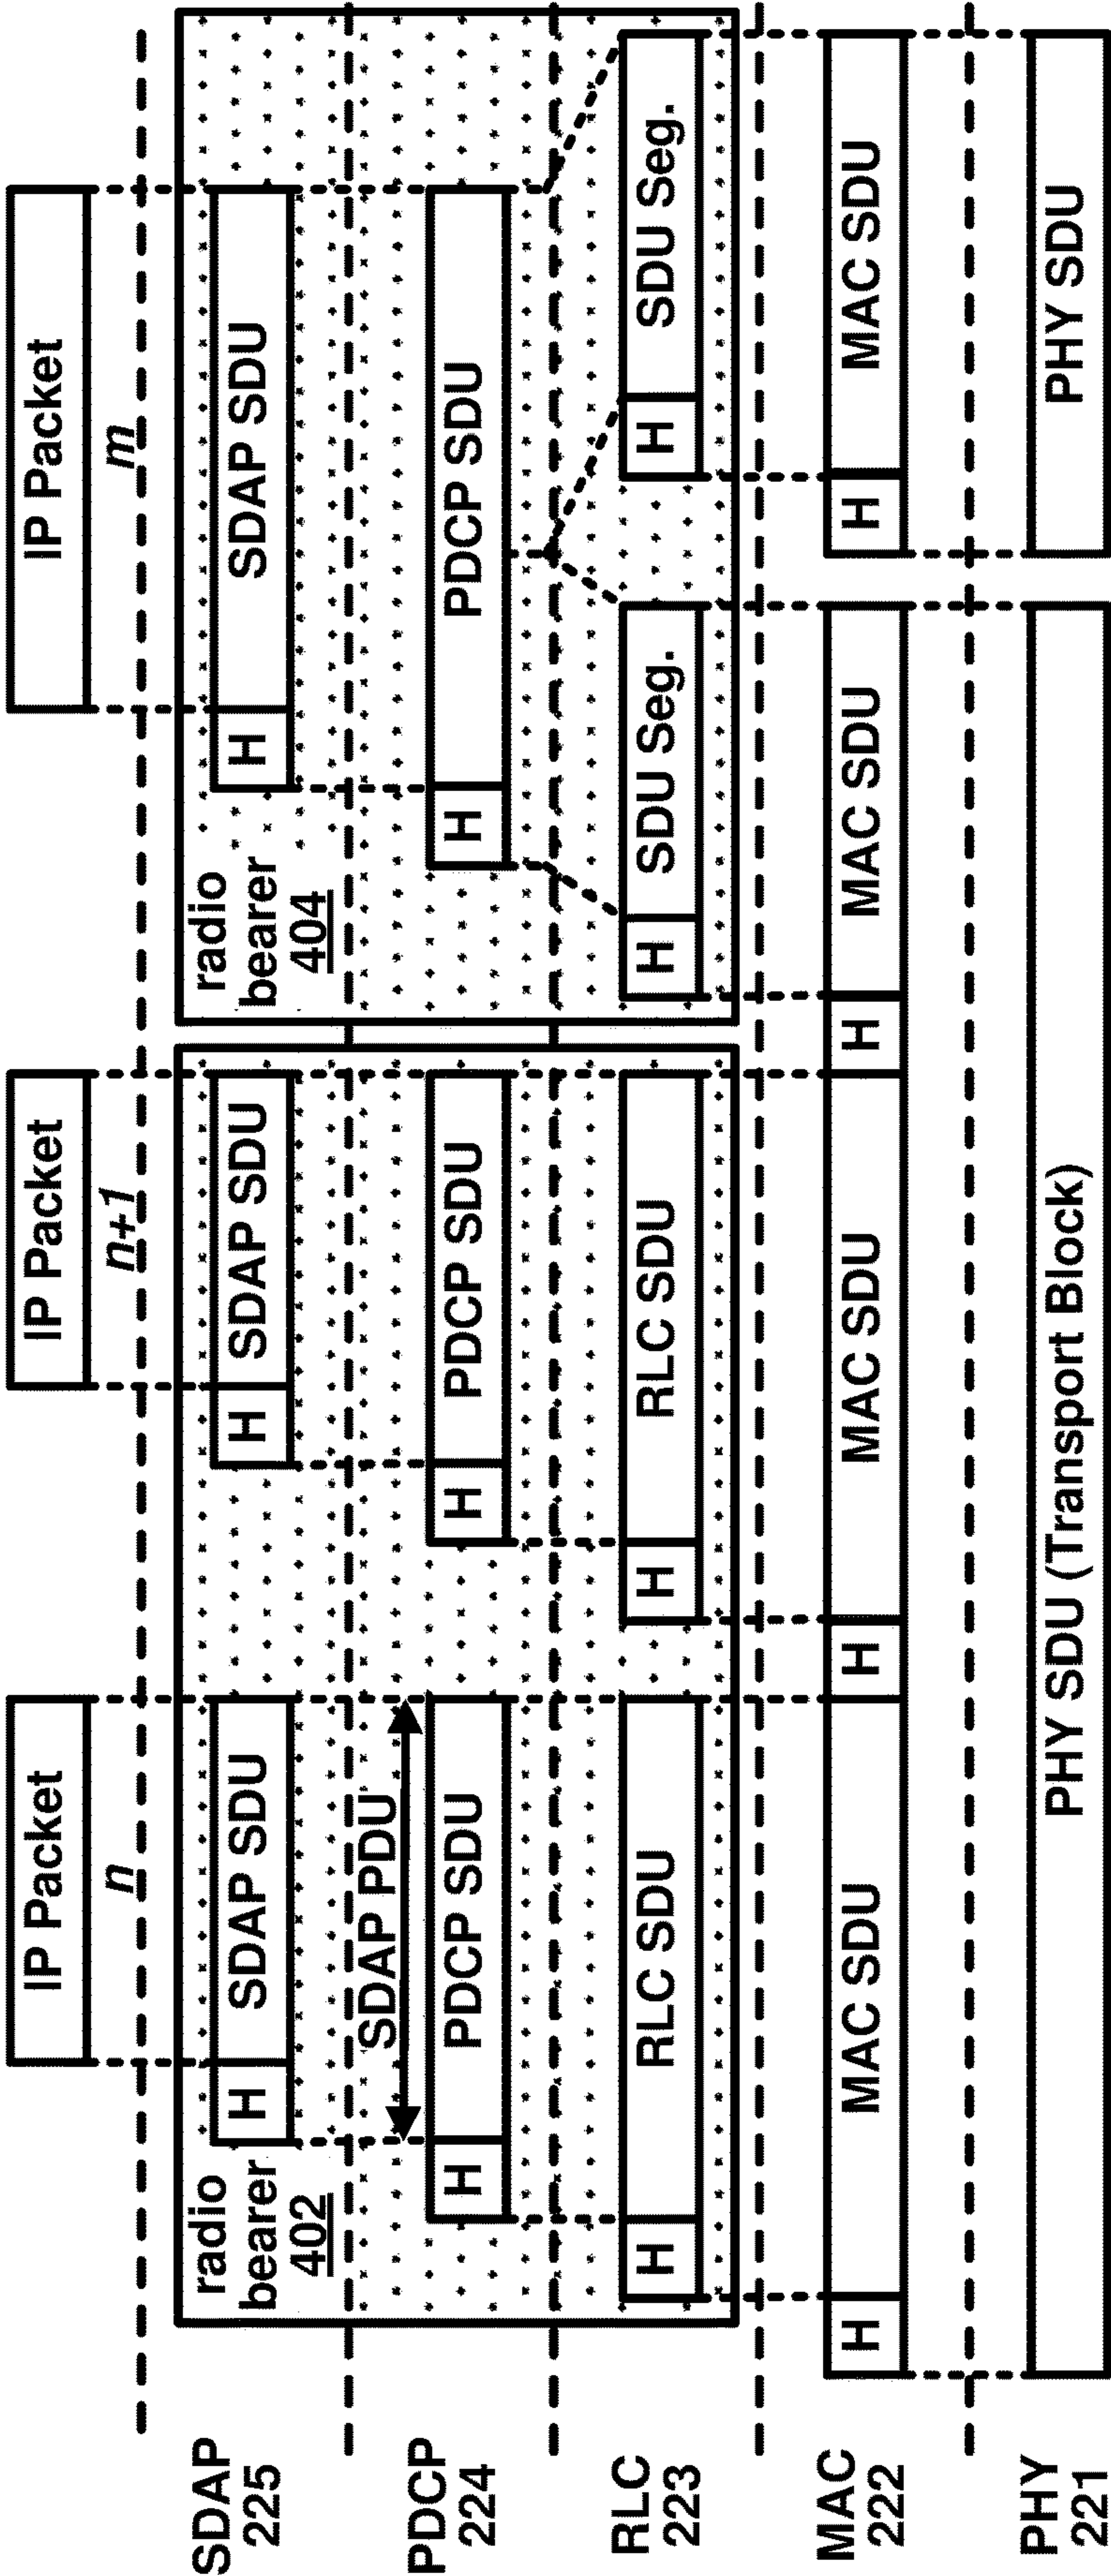 IP Packet
IP Packet
IP Packet
n
n+1
m
SDAP
225
radio
bearer
402
H
SDAP SDU
H
SDAP SDU
radio
bearer
404
H
SDAP SDU
SDAP PDU
PDCP
224
H
PDCP SDU
H
PDCP SDU
H
PDCP SDU
RLC
223
H
RLC SDU
H
RLC SDU
H
SDU Seg.
H
SDU Seg.
MAC
222
H
MAC SDU
H
MAC SDU
H
MAC SDU
H
MAC SDU
PHY
221
PHY SDU (Transport Block)
PHY SDU